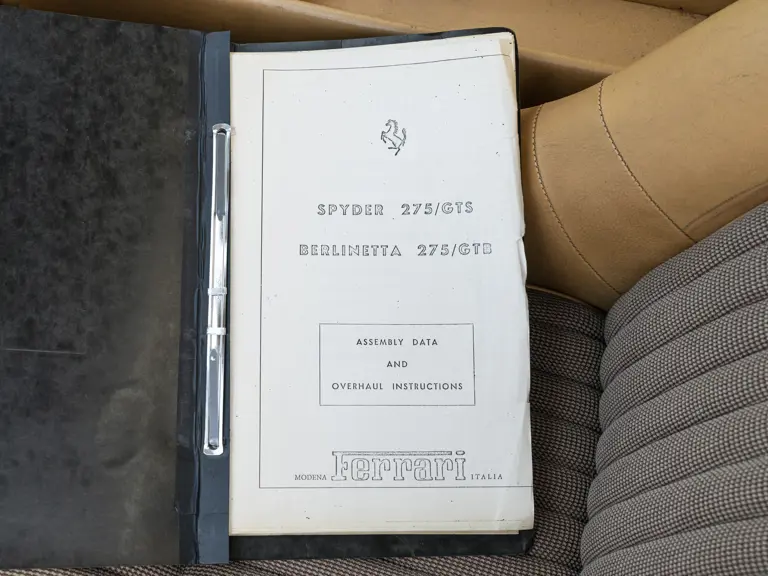 SPYDER 275/GTS
BERLINETTA 275/GTB
ASSEMBLY DATA
AND
OVERHAUL INSTRUCTIONS
MODENA Ferrari ITALIA